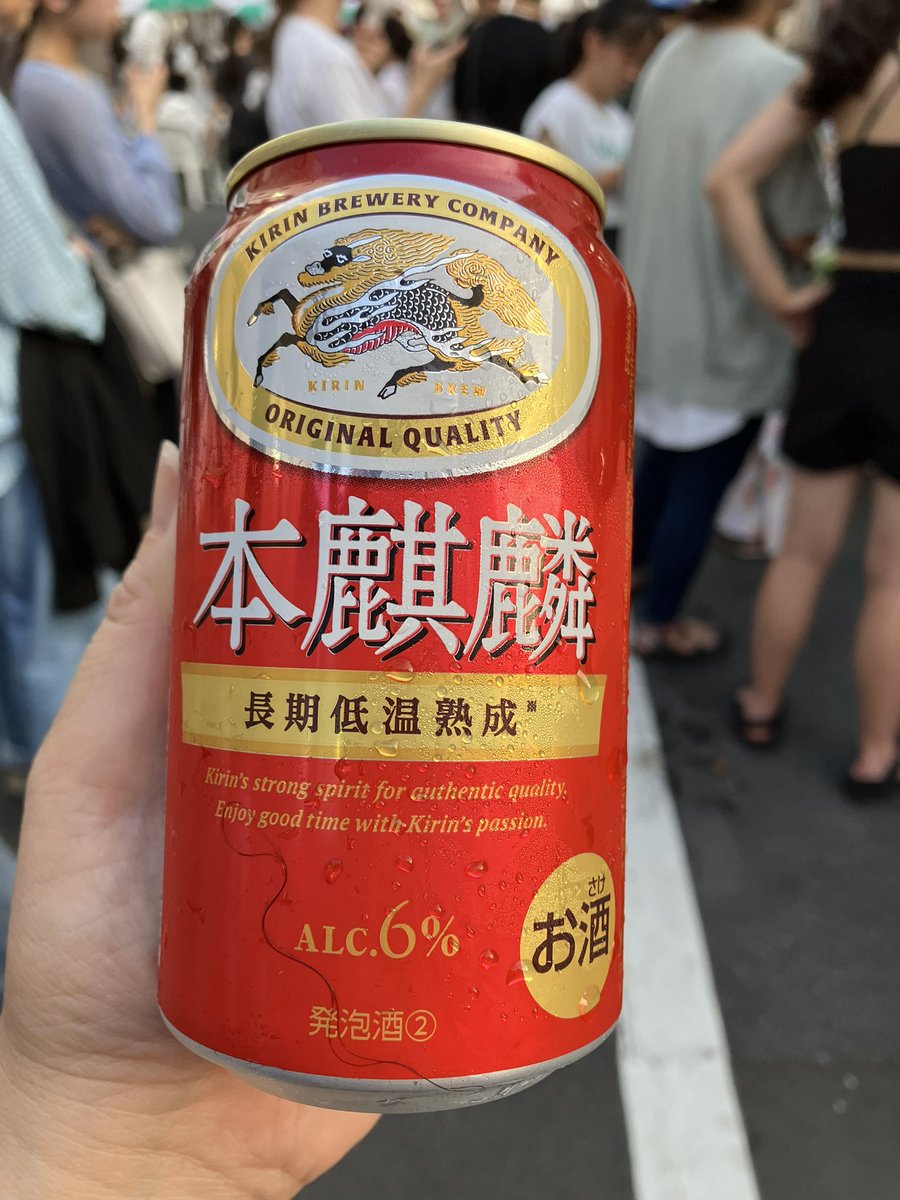 KIRIN BREWERY COMPANY
KIRIN BREW
ORIGINAL QUALITY
本麒麟
長期低温熟成※
Kirin's strong spirit for authentic quality.
Enjoy good time with Kirin's passion.
ALC.6%
さけ
お酒
発泡酒②